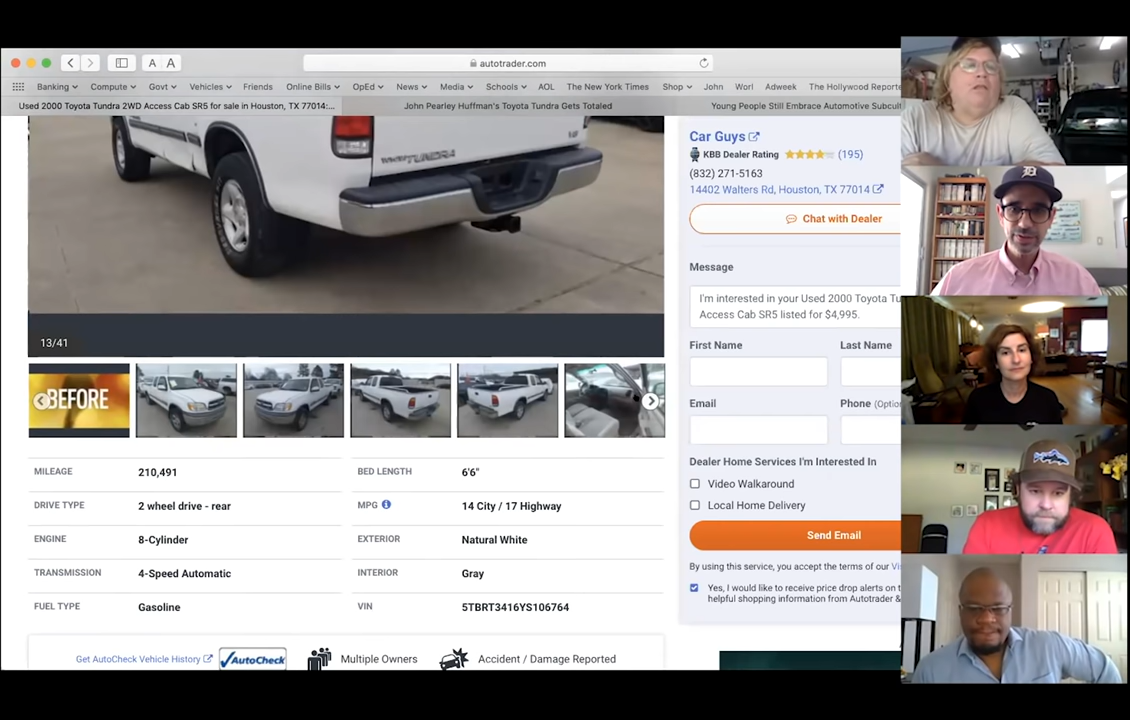 autotrader.com
Banking Compute Govt Vehicles Friends Online Bills OpEd News Media Schools AOL The New York Times Shop John Worl Adweek The Hollywood Reporte
Used 2000 Toyota Tundra 2WD Access Cab SR5 for sale in Houston, TX 77014:...
John Pearley Huffman's Toyota Tundra Gets Totaled
Young People Still Embrace Automotive Subcult
TUNDRA
V8
13/41
BEFORE
MILEAGE 210,491
DRIVE TYPE 2 wheel drive - rear
ENGINE 8-Cylinder
TRANSMISSION 4-Speed Automatic
FUEL TYPE Gasoline
BED LENGTH 6'6"
MPG 14 City / 17 Highway
EXTERIOR Natural White
INTERIOR Gray
VIN 5TBRT3416YS106764
Get AutoCheck Vehicle History
AutoCheck
Multiple Owners
Accident / Damage Reported
Car Guys
KBB Dealer Rating (195)
(832) 271-5163
14402 Walters Rd, Houston, TX 77014
Chat with Dealer
Message
I'm interested in your Used 2000 Toyota Tu
Access Cab SR5 listed for $4,995.
First Name Last Name
Email Phone (Optio
Dealer Home Services I'm Interested In
Video Walkaround
Local Home Delivery
Send Email
By using this service, you accept the terms of our Vi
Yes, I would like to receive price drop alerts on t
helpful shopping information from Autotrader &